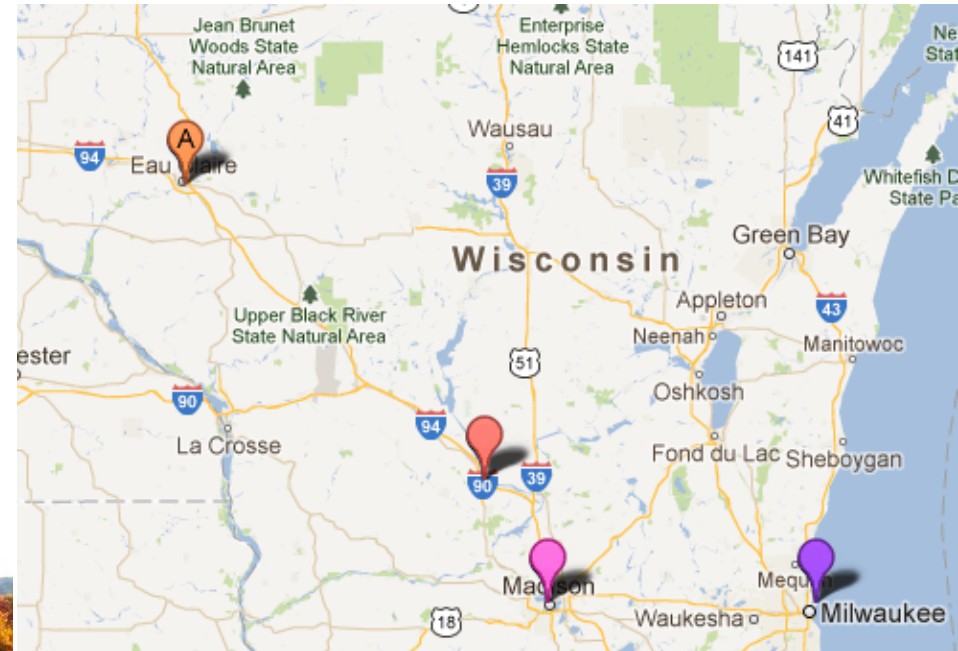 Jean Brunet
Woods State
Natural Area
Enterprise
Hemlocks State
Natural Area
Ne
Stat
141
41
A
94
Eau Claire
Wausau
39
Whitefish D
State Pa
Green Bay
Wisconsin
Upper Black River
State Natural Area
Appleton
43
Neenah
Manitowoc
ester
51
Oshkosh
90
94
La Crosse
Fond du Lac
Sheboygan
90
39
Madison
Mequon
18
Waukesha
Milwaukee